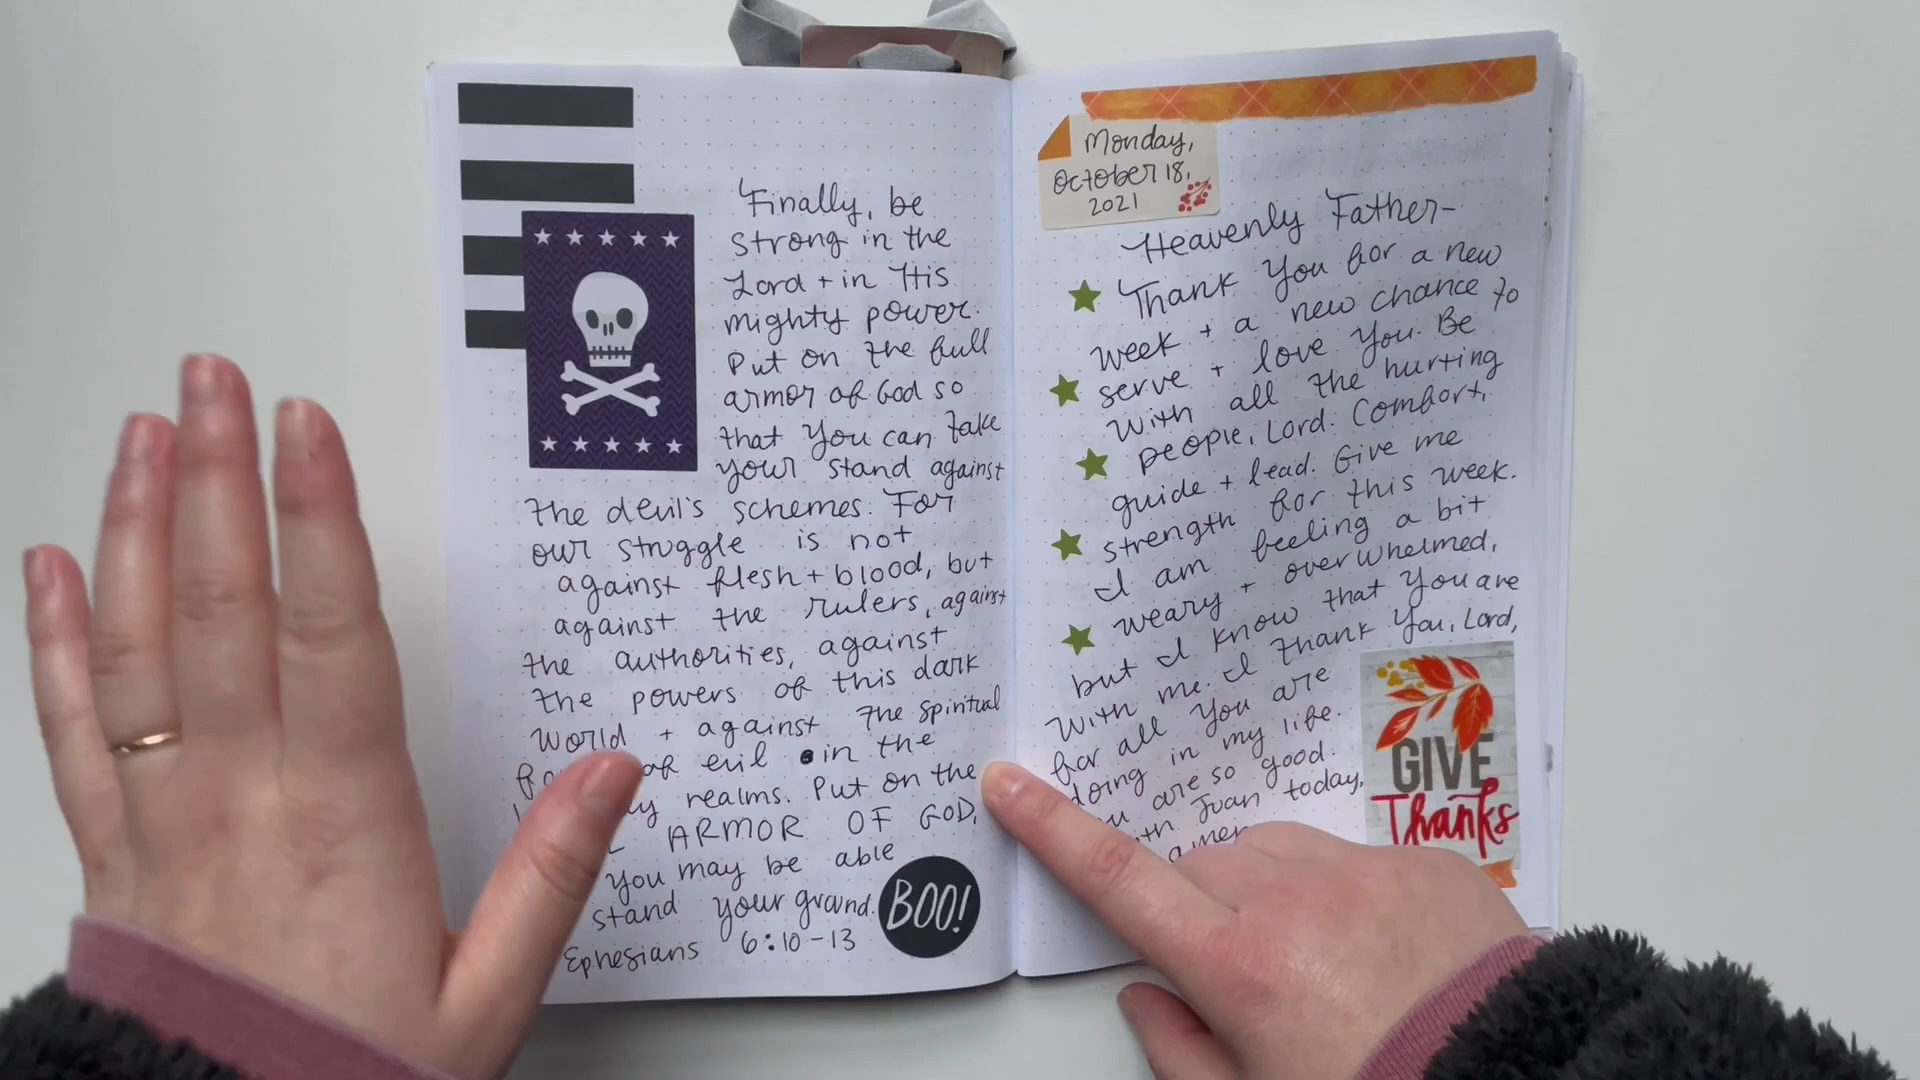 Finally, be
strong in the
Lord + in His
mighty power.
Put on the full
armor of God so
that you can take
your stand against
the devil's schemes. For
our struggle is not
against flesh + blood, but
against the rulers, against
the authorities, against
the powers of this dark
world + against the spiritual
of evil in the
realms. Put on the
ARMOR OF GOD,
you may be able
stand your ground.
Ephesians 6:10-13
BOO!
Monday,
October 18,
2021
Heavenly Father-
Thank You for a new
week + a new chance to
serve + love You. Be
with all the hurting
people, Lord. Comfort,
guide + lead. Give me
strength for this week.
I am feeling a bit
weary + overwhelmed,
but I know that You are
with me. I thank You, Lord,
for all You are
doing in my life.
are so good.
Juan today,
amen
GIVE
Thanks